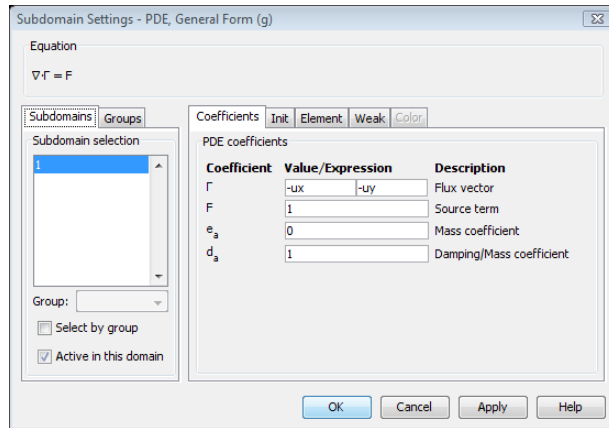 Subdomain Settings - PDE, General Form (g)
Equation
∇·Γ = F
Subdomains Groups
Coefficients Init Element Weak Color
Subdomain selection
1
Group:
Select by group
Active in this domain
PDE coefficients
Coefficient Value/Expression Description
Γ -ux -uy Flux vector
F 1 Source term
eₐ 0 Mass coefficient
dₐ 1 Damping/Mass coefficient
OK Cancel Apply Help